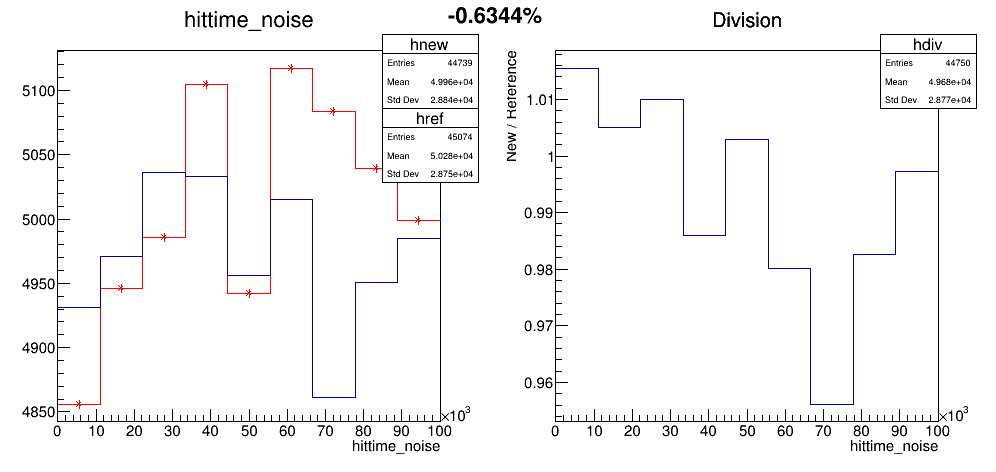 hittime_noise
-0.6344%
Division
hnew
Entries 44739
Mean 4.996e+04
Std Dev 2.884e+04
href
Entries 45074
Mean 5.028e+04
Std Dev 2.875e+04
5100
5050
5000
4950
4900
4850
0 10 20 30 40 50 60 70 80 90 100
×10³
hittime_noise
hdiv
Entries 44750
Mean 4.968e+04
Std Dev 2.877e+04
New / Reference
1.01
1
0.99
0.98
0.97
0.96
0 10 20 30 40 50 60 70 80 90 100
×10³
hittime_noise